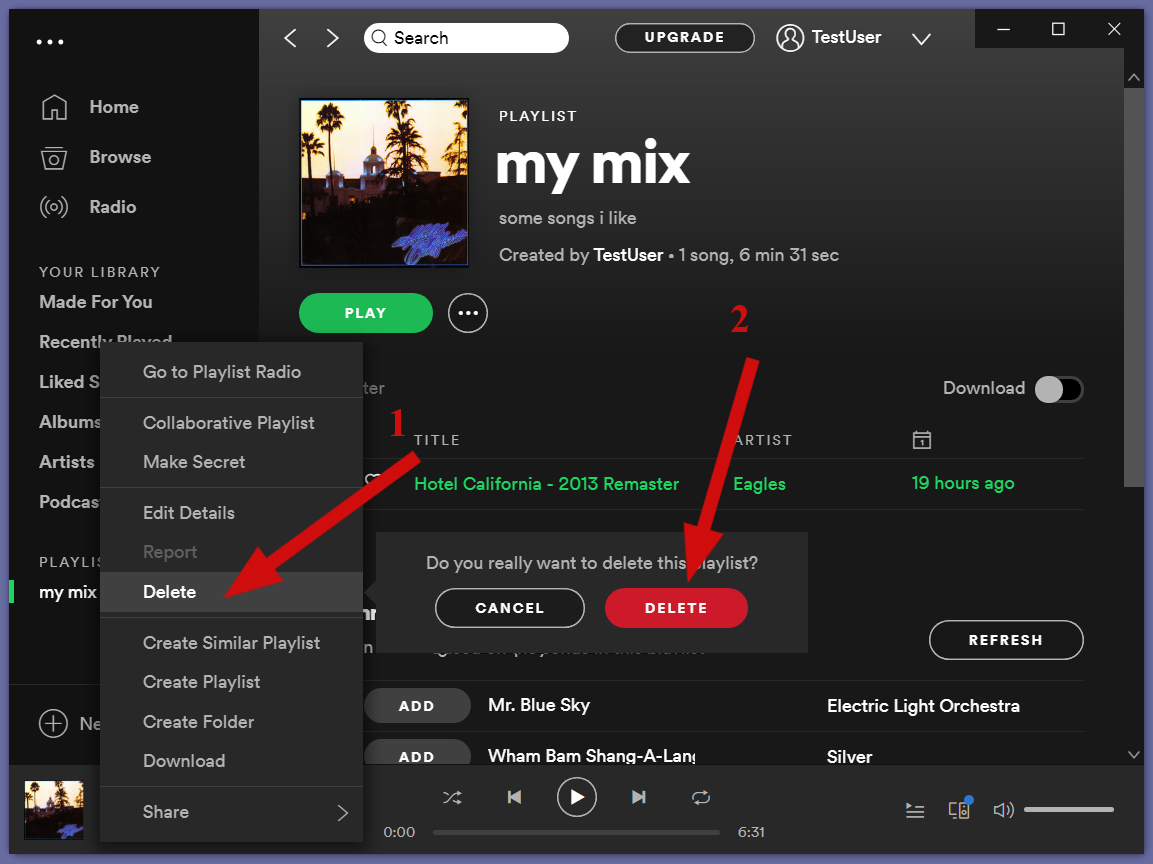 Search
UPGRADE
TestUser
Home
Browse
Radio
YOUR LIBRARY
Made For You
Recently Played
Liked S
Albums
Artists
Podcas
PLAYLIS
my mix
PLAYLIST
my mix
some songs i like
Created by TestUser • 1 song, 6 min 31 sec
PLAY
2
Download
1
TITLE
ARTIST
Hotel California - 2013 Remaster
Eagles
19 hours ago
Go to Playlist Radio
Collaborative Playlist
Make Secret
Edit Details
Report
Delete
Create Similar Playlist
Create Playlist
Create Folder
Download
Share
Do you really want to delete this playlist?
CANCEL
DELETE
REFRESH
ADD
Mr. Blue Sky
Electric Light Orchestra
ADD
Wham Bam Shang-A-Lang
Silver
0:00
6:31